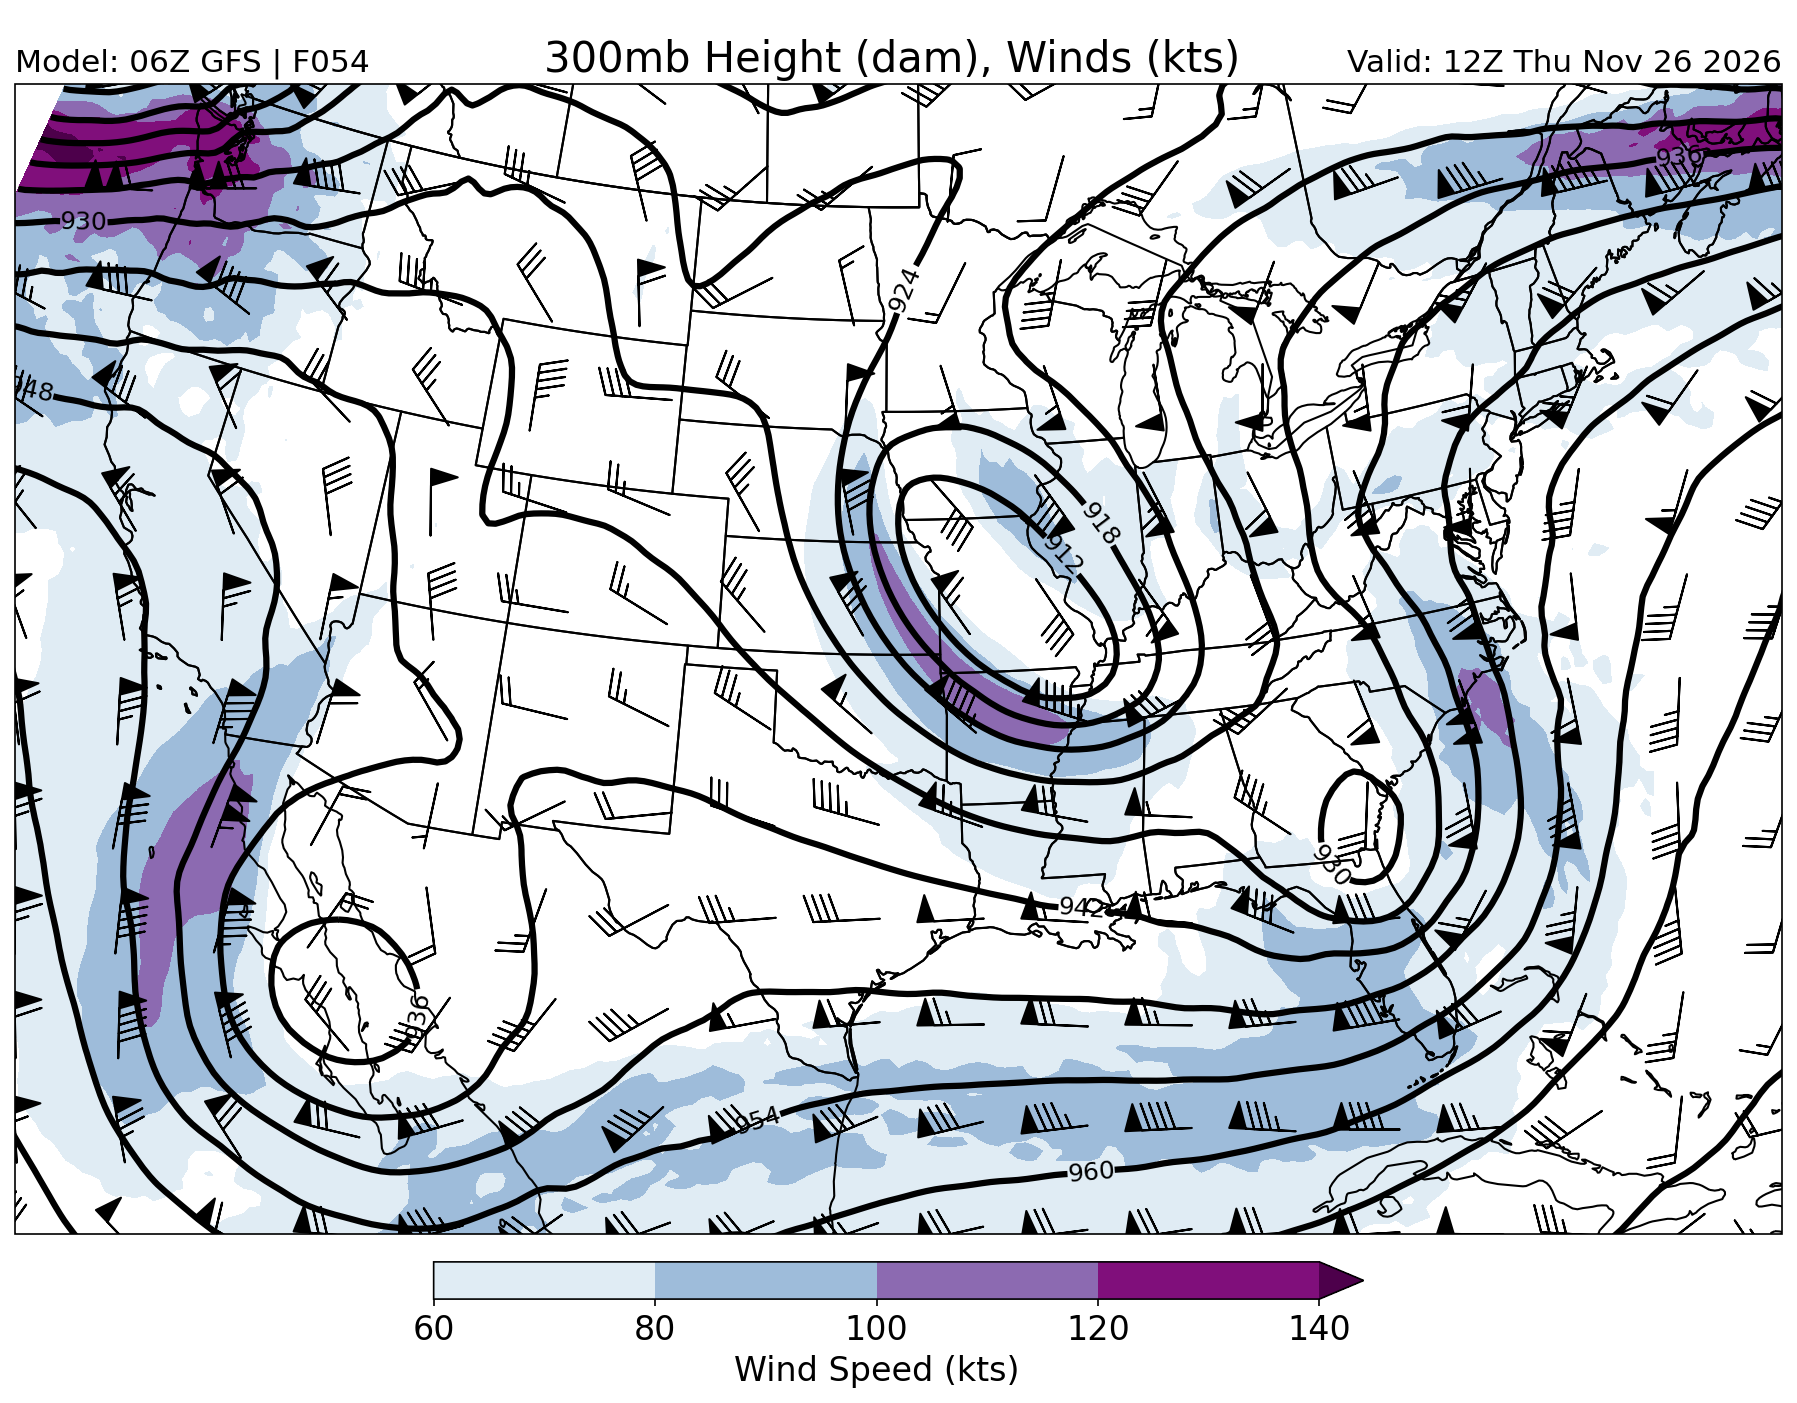 Model: 06Z GFS | F054
300mb Height (dam), Winds (kts)
Valid: 12Z Thu Nov 26 2026
936
930
924
948
918
912
930
942
936
954
960
60 80 100 120 140
Wind Speed (kts)